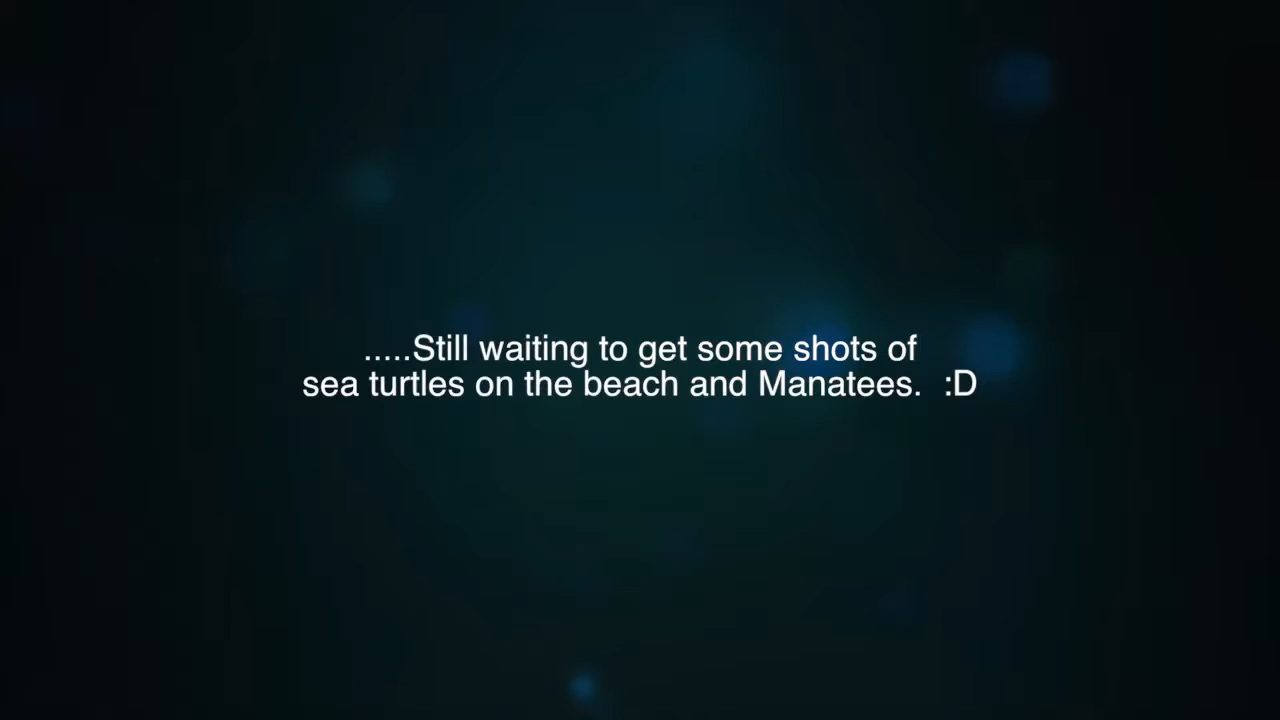 .....Still waiting to get some shots of
sea turtles on the beach and Manatees.  :D